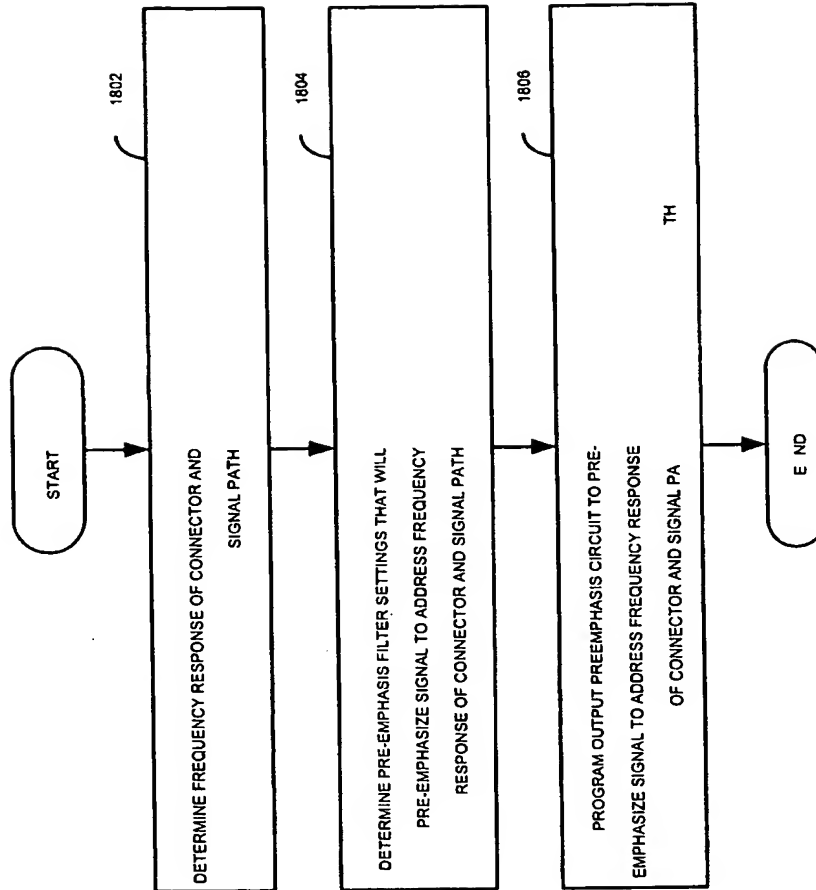 START
1802
DETERMINE FREQUENCY RESPONSE OF CONNECTOR AND
SIGNAL PATH
1804
DETERMINE PRE-EMPHASIS FILTER SETTINGS THAT WILL
PRE-EMPHASIZE SIGNAL TO ADDRESS FREQUENCY
RESPONSE OF CONNECTOR AND SIGNAL PATH
1806
PROGRAM OUTPUT PREEMPHASIS CIRCUIT TO PRE-
EMPHASIZE SIGNAL TO ADDRESS FREQUENCY RESPONSE
OF CONNECTOR AND SIGNAL PA TH
E ND